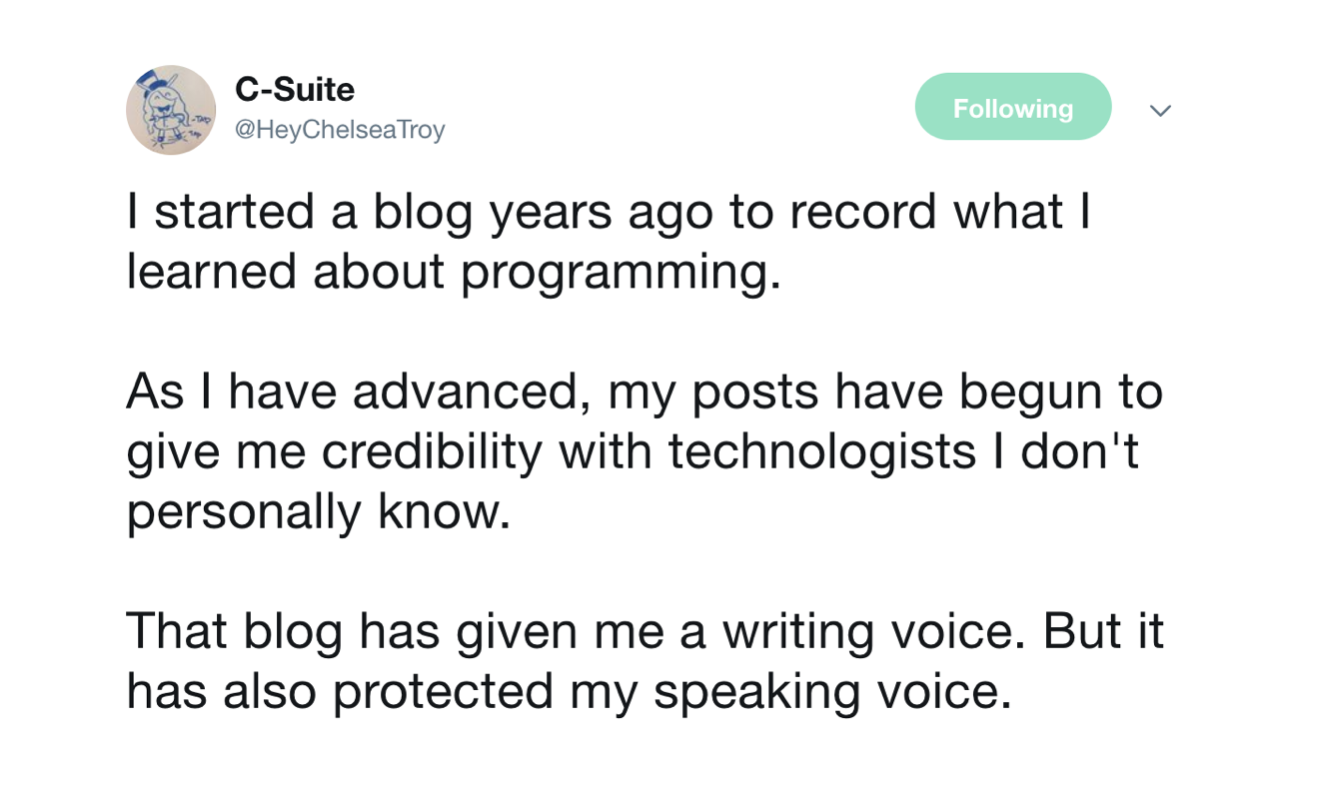 C-Suite
@HeyChelseaTroy
Following
I started a blog years ago to record what I
learned about programming.
As I have advanced, my posts have begun to
give me credibility with technologists I don't
personally know.
That blog has given me a writing voice. But it
has also protected my speaking voice.